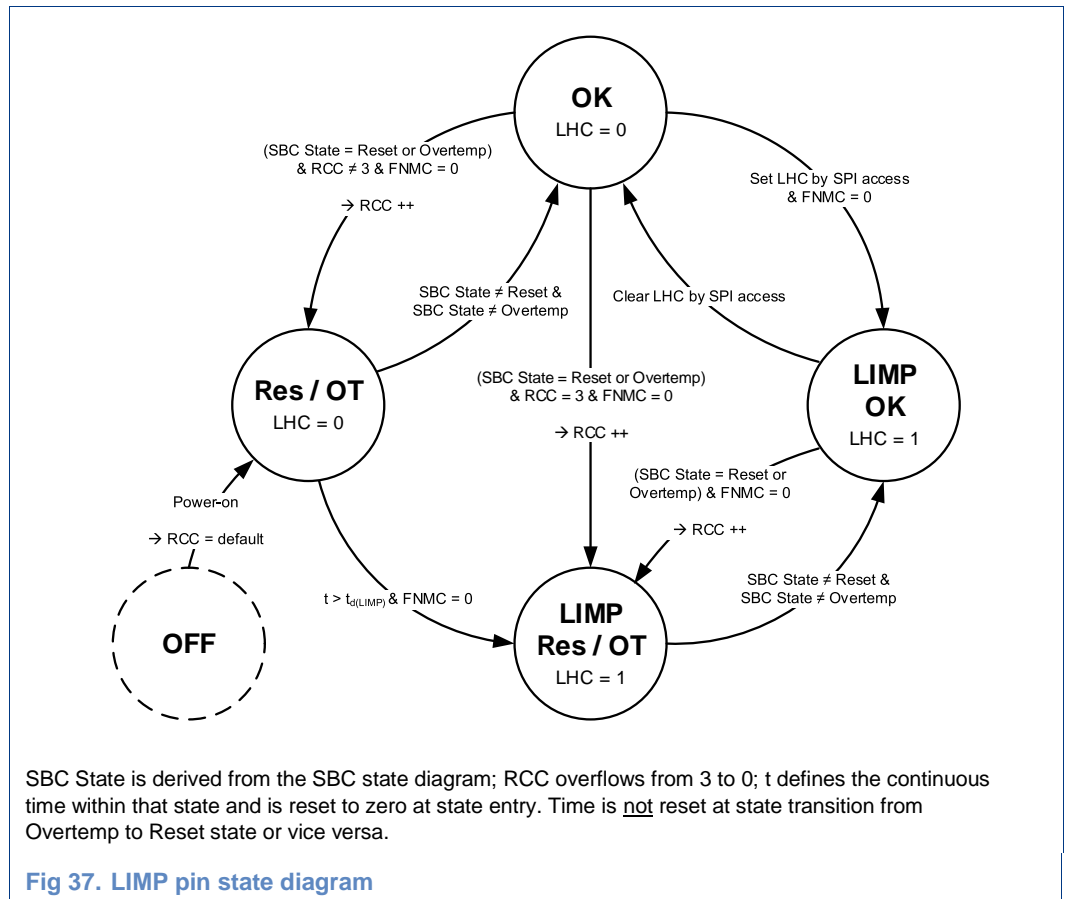 OK
LHC = 0
(SBC State = Reset or Overtemp)
& RCC ≠ 3 & FNMC = 0
→ RCC ++
Set LHC by SPI access
& FNMC = 0
SBC State ≠ Reset &
SBC State ≠ Overtemp
Clear LHC by SPI access
Res / OT
LHC = 0
(SBC State = Reset or Overtemp)
& RCC = 3 & FNMC = 0
→ RCC ++
LIMP
OK
LHC = 1
(SBC State = Reset or
Overtemp) & FNMC = 0
→ RCC ++
Power-on
→ RCC = default
t > td(LIMP) & FNMC = 0
SBC State ≠ Reset &
SBC State ≠ Overtemp
OFF
LIMP
Res / OT
LHC = 1
SBC State is derived from the SBC state diagram; RCC overflows from 3 to 0; t defines the continuous
time within that state and is reset to zero at state entry. Time is not reset at state transition from
Overtemp to Reset state or vice versa.
Fig 37. LIMP pin state diagram